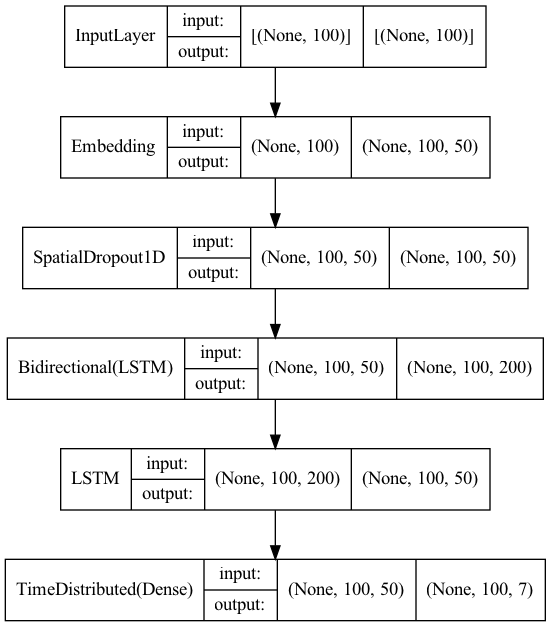 InputLayer
input:
output:
[(None, 100)]
[(None, 100)]
Embedding
input:
output:
(None, 100)
(None, 100, 50)
SpatialDropout1D
input:
output:
(None, 100, 50)
(None, 100, 50)
Bidirectional(LSTM)
input:
output:
(None, 100, 50)
(None, 100, 200)
LSTM
input:
output:
(None, 100, 200)
(None, 100, 50)
TimeDistributed(Dense)
input:
output:
(None, 100, 50)
(None, 100, 7)